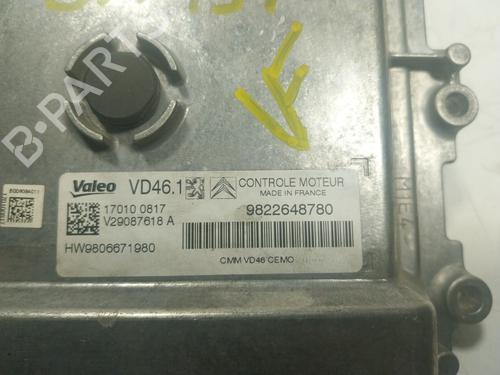 B-PARTS
Valeo VD46.1 CONTROLE MOTEUR
MADE IN FRANCE
17010 0817
V29087618 A
9822648780
HW9806671980
CMM VD46 CEMO